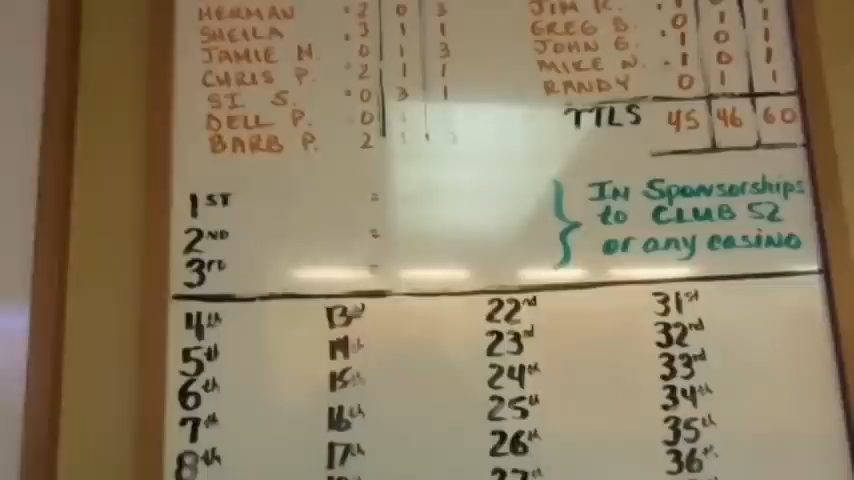 HERMAN 2 0 3
SHEILA 3 1 1
JAMIE H. 0 1 3
CHRIS P. 2 1 1
SI S. 0 3 1
DELL P. 0
BARB P. 2
JIM R. 1 1 1
GREG B. 0 1 1
JOHN G. 1 0 1
MIKE N. 1 0 1
RANDY 0 1 1
TTLS 45 46 60
1ST =
2ND =
3rd -
} IN Sponsorships
to CLUB 52
or any casino
4th 13th 22nd 31st
5th 14th 23rd 32nd
6th 15th 24th 33rd
7th 16th 25th 34th
8th 17th 26th 35th
27th 36th